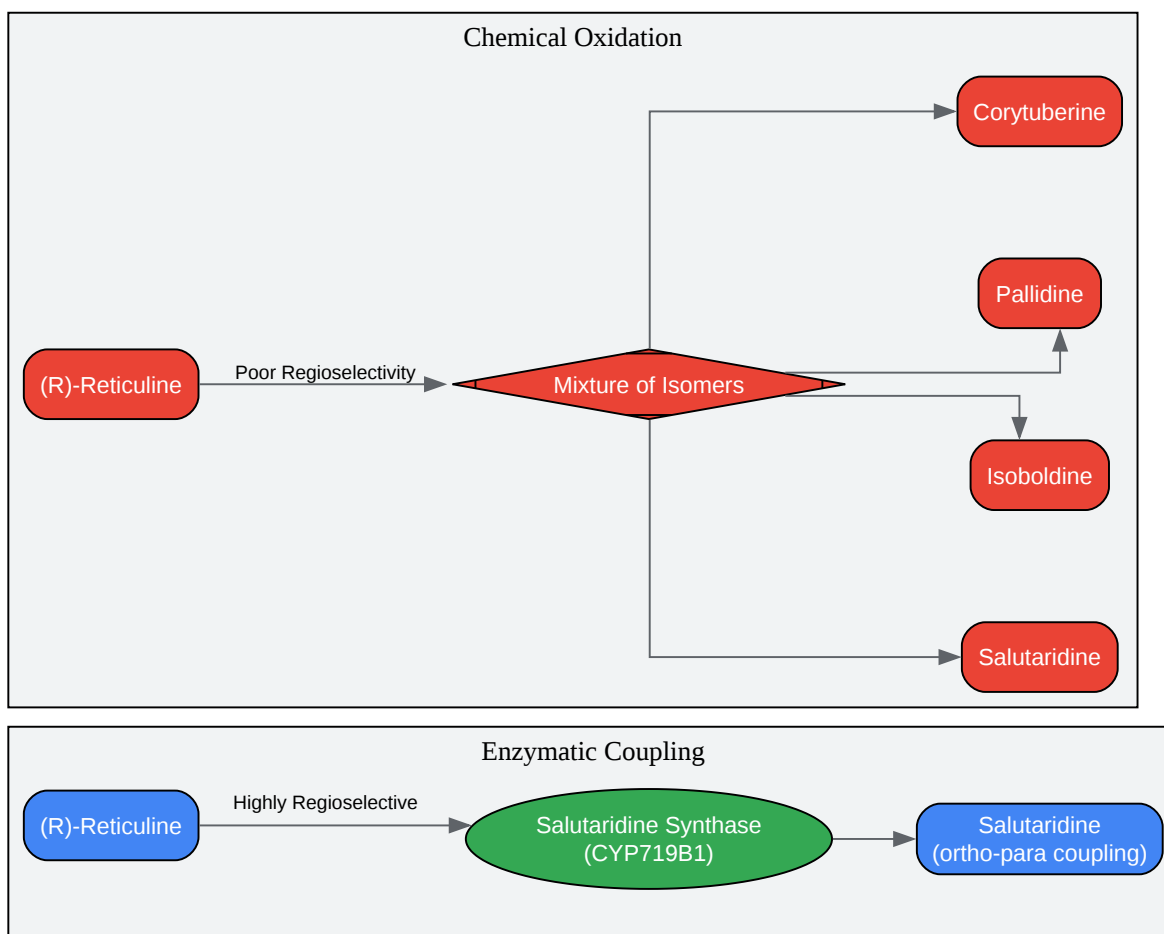 Chemical Oxidation
Corytuberine
Pallidine
(R)-Reticuline
Poor Regioselectivity
Mixture of Isomers
Isoboldine
Salutaridine
Enzymatic Coupling
(R)-Reticuline
Highly Regioselective
Salutaridine Synthase
(CYP719B1)
Salutaridine
(ortho-para coupling)